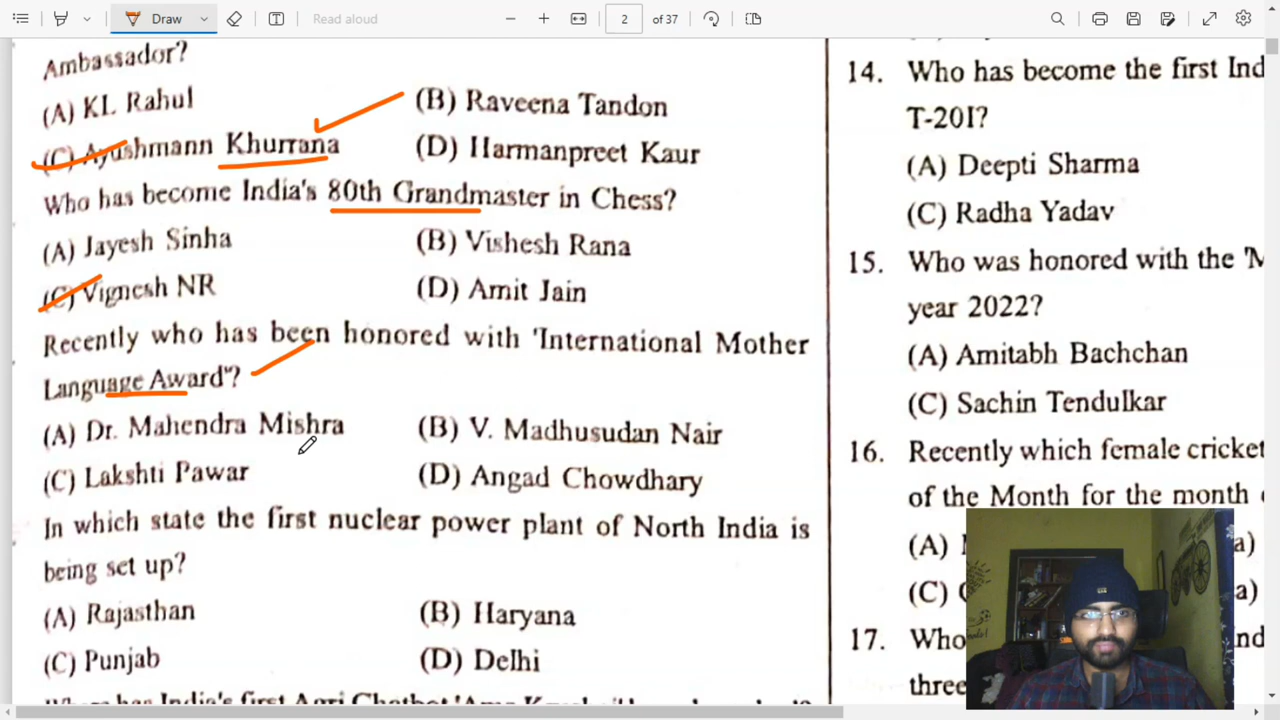 Draw
Read aloud
2
of 37
Ambassador?
(A) KL Rahul
(B) Raveena Tandon
(C) Ayushmann Khurrana
(D) Harmanpreet Kaur
Who has become India's 80th Grandmaster in Chess?
(A) Jayesh Sinha
(B) Vishesh Rana
(C) Vignesh NR
(D) Amit Jain
Recently who has been honored with 'International Mother
Language Award'?
(A) Dr. Mahendra Mishra
(B) V. Madhusudan Nair
(C) Lakshti Pawar
(D) Angad Chowdhary
In which state the first nuclear power plant of North India is
being set up?
(A) Rajasthan
(B) Haryana
(C) Punjab
(D) Delhi
India's first Agri Chatbot
14. Who has become the first Ind
T-20I?
(A) Deepti Sharma
(C) Radha Yadav
15. Who was honored with the 'M
year 2022?
(A) Amitabh Bachchan
(C) Sachin Tendulkar
16. Recently which female cricket
of the Month for the month
(A)
a)
(C)
a)
17. Who
nd
three